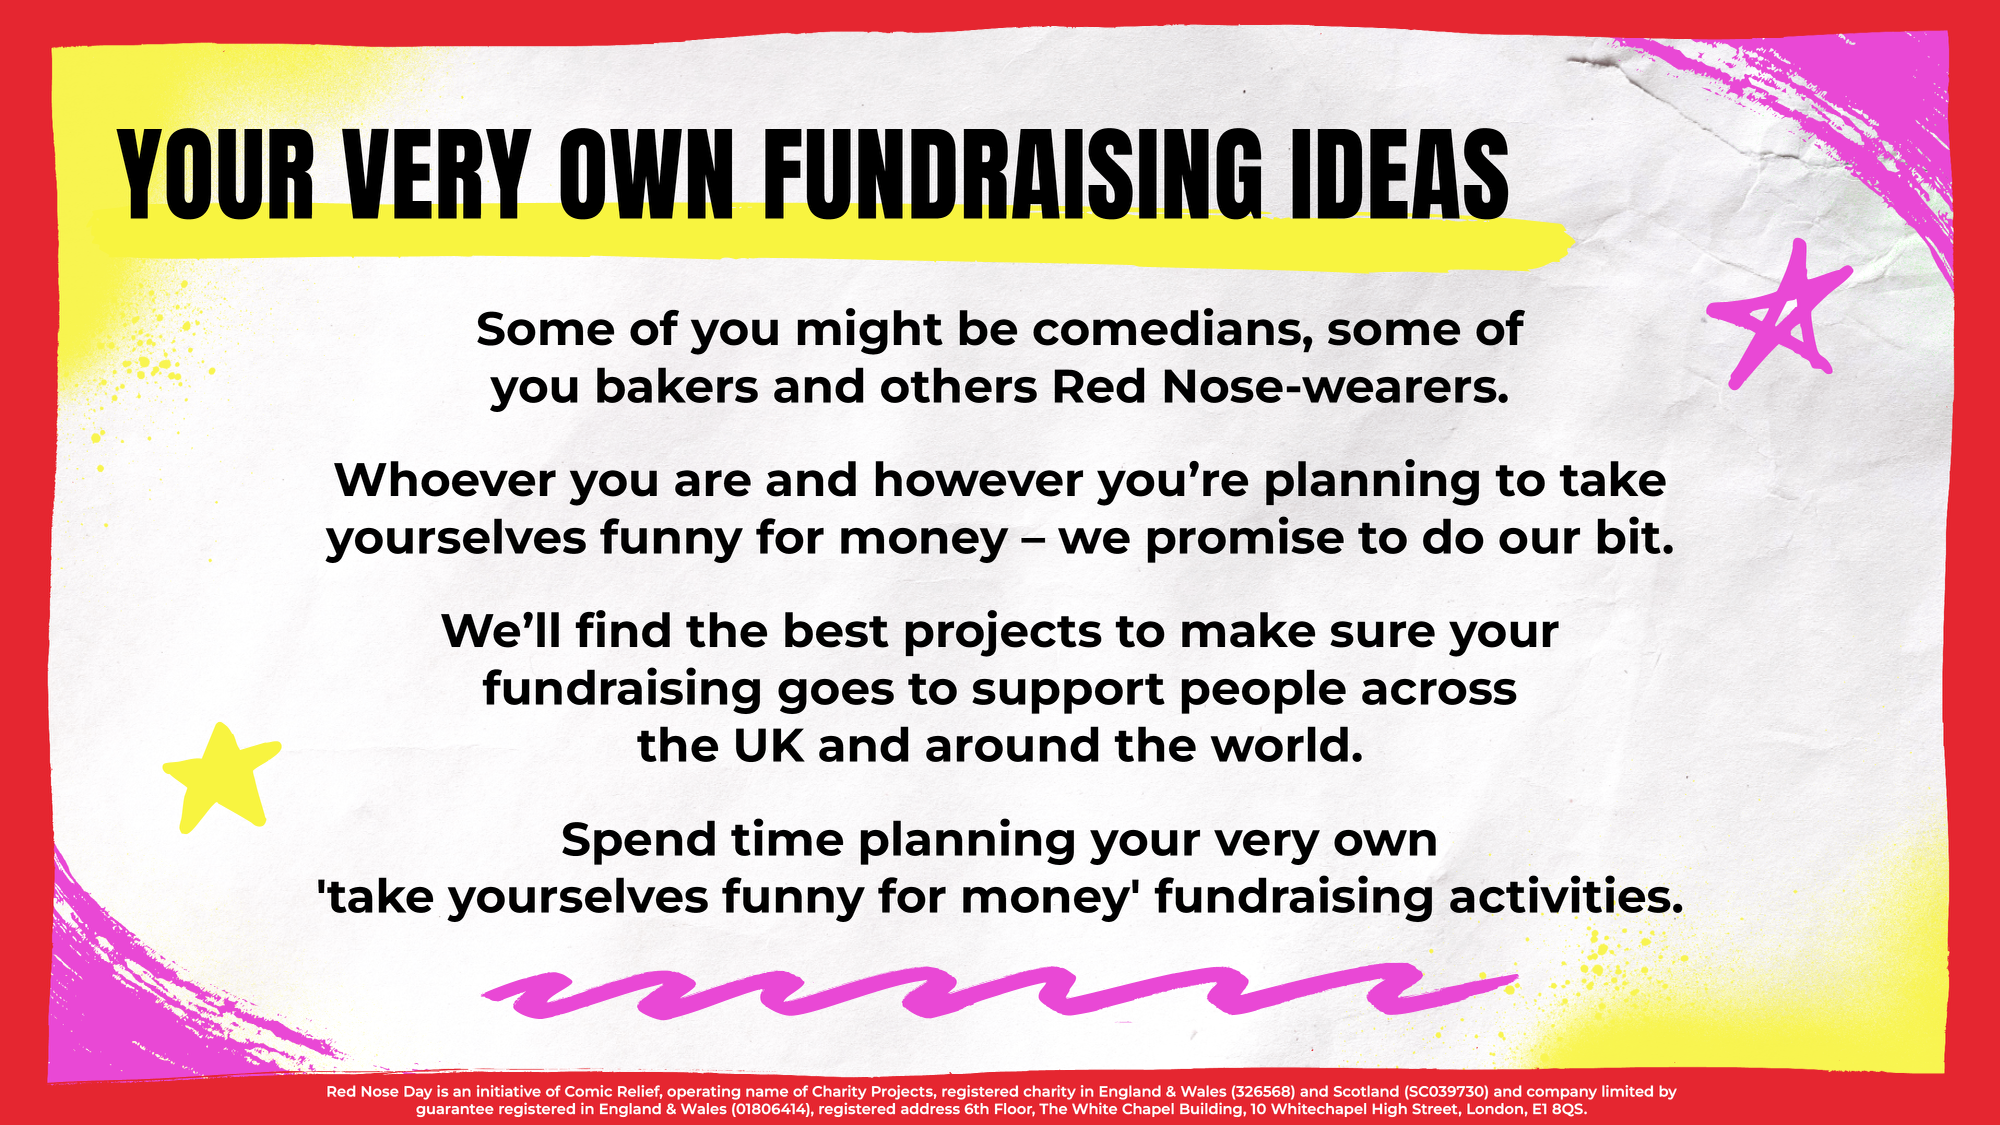 YOUR VERY OWN FUNDRAISING IDEAS
Some of you might be comedians, some of
you bakers and others Red Nose-wearers.
Whoever you are and however you’re planning to take
yourselves funny for money – we promise to do our bit.
We’ll find the best projects to make sure your
fundraising goes to support people across
the UK and around the world.
Spend time planning your very own
'take yourselves funny for money' fundraising activities.
Red Nose Day is an initiative of Comic Relief, operating name of Charity Projects, registered charity in England & Wales (326568) and Scotland (SC039730) and company limited by
guarantee registered in England & Wales (01806414), registered address 6th Floor, The White Chapel Building, 10 Whitechapel High Street, London, E1 8QS.